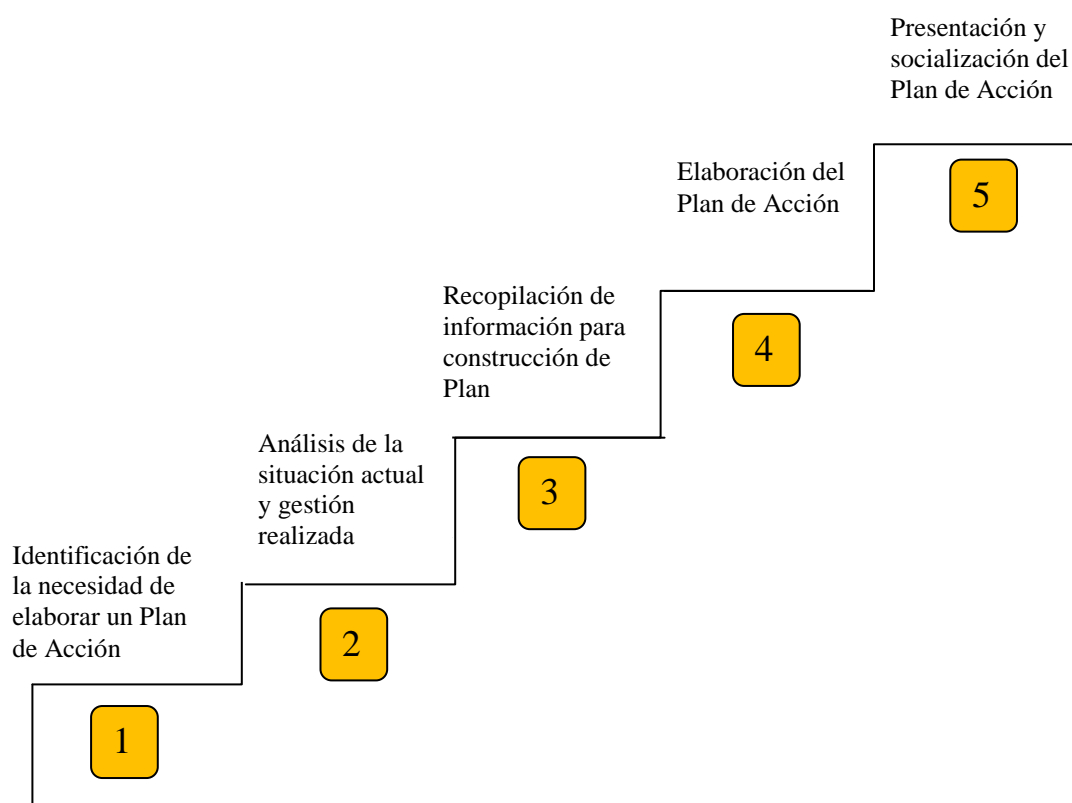 Presentación y
socialización del
Plan de Acción
5
Elaboración del
Plan de Acción
4
Recopilación de
información para
construcción de
Plan
3
Análisis de la
situación actual
y gestión
realizada
2
Identificación de
la necesidad de
elaborar un Plan
de Acción
1